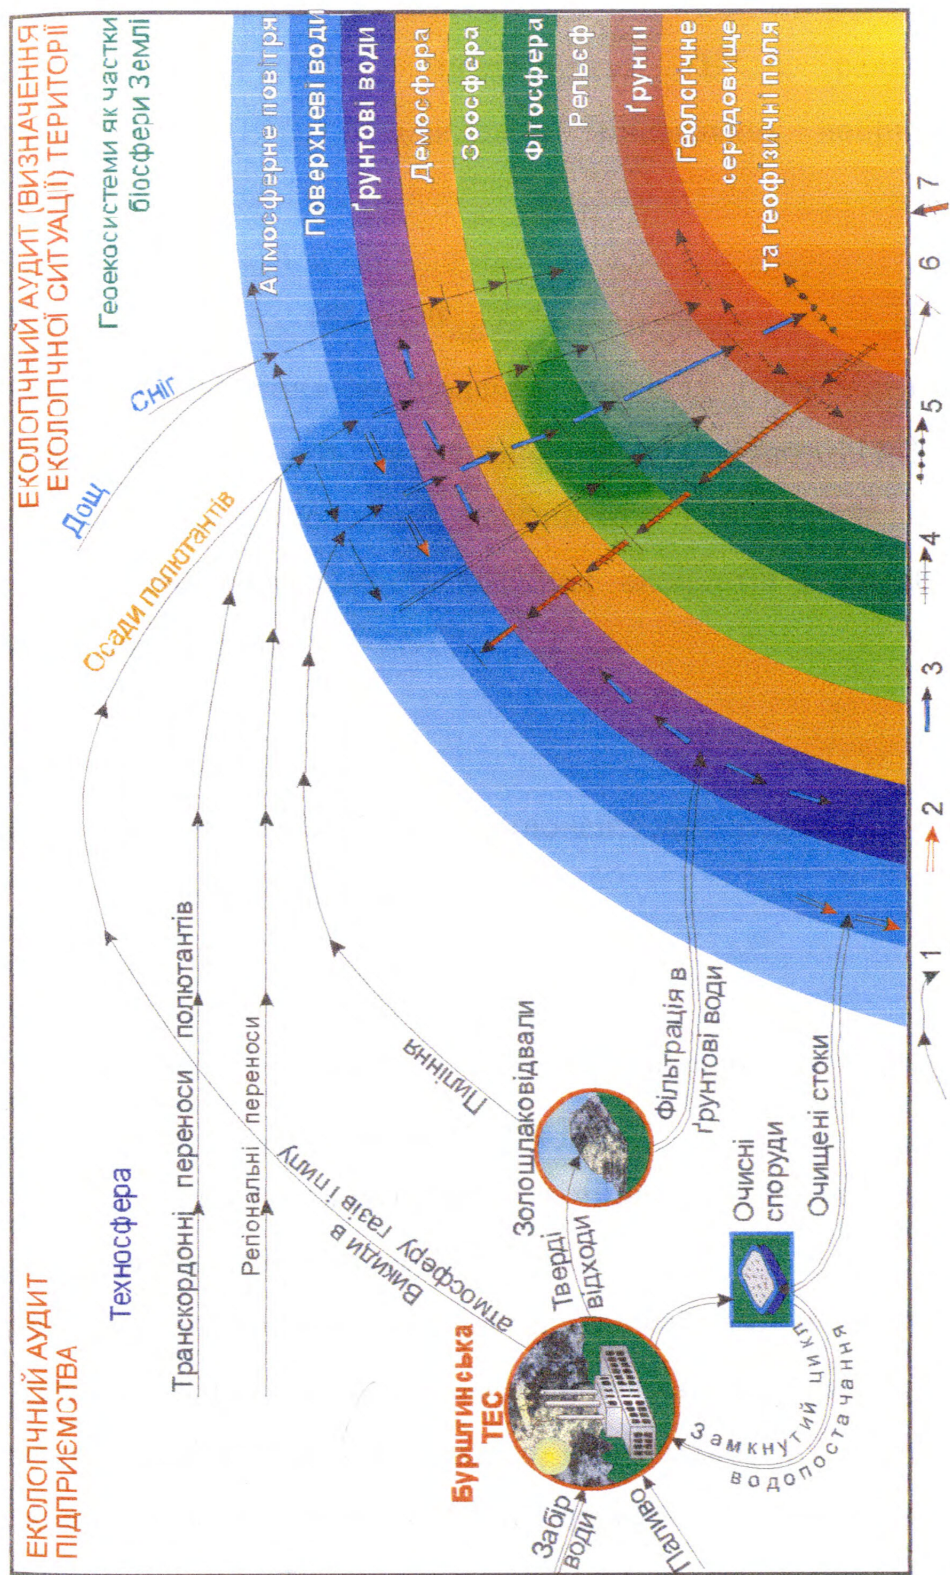 ЕКОЛОГІЧНИЙ АУДИТ
ПІДПРИЄМСТВА
ЕКОЛОГІЧНИЙ АУДИТ (ВИЗНАЧЕННЯ
ЕКОЛОГІЧНОЇ СИТУАЦІЇ) ТЕРИТОРІЇ
Техносфера
Геоекосистеми як частки
біосфери Землі
Транскордонні переноси полютантів
Регіональні переноси
Викиди в
атмосферу газів і пилу
Осади полютантів
Дощ
Сніг
Пиління
Бурштинська
ТЕС
Забір
води
Паливо
Тверді
відходи
Золошлаковідвали
Фільтрація в
ґрунтові води
Очисні
споруди
Очищені стоки
Замкнутий цикл
водопостачання
Атмосферне повітря
Поверхневі води
Ґрунтові води
Демосфера
Зоосфера
Фітосфера
Рельєф
Ґрунти
Геологічне
середовище
та геофізичні поля
1
2
3
4
5
6
7